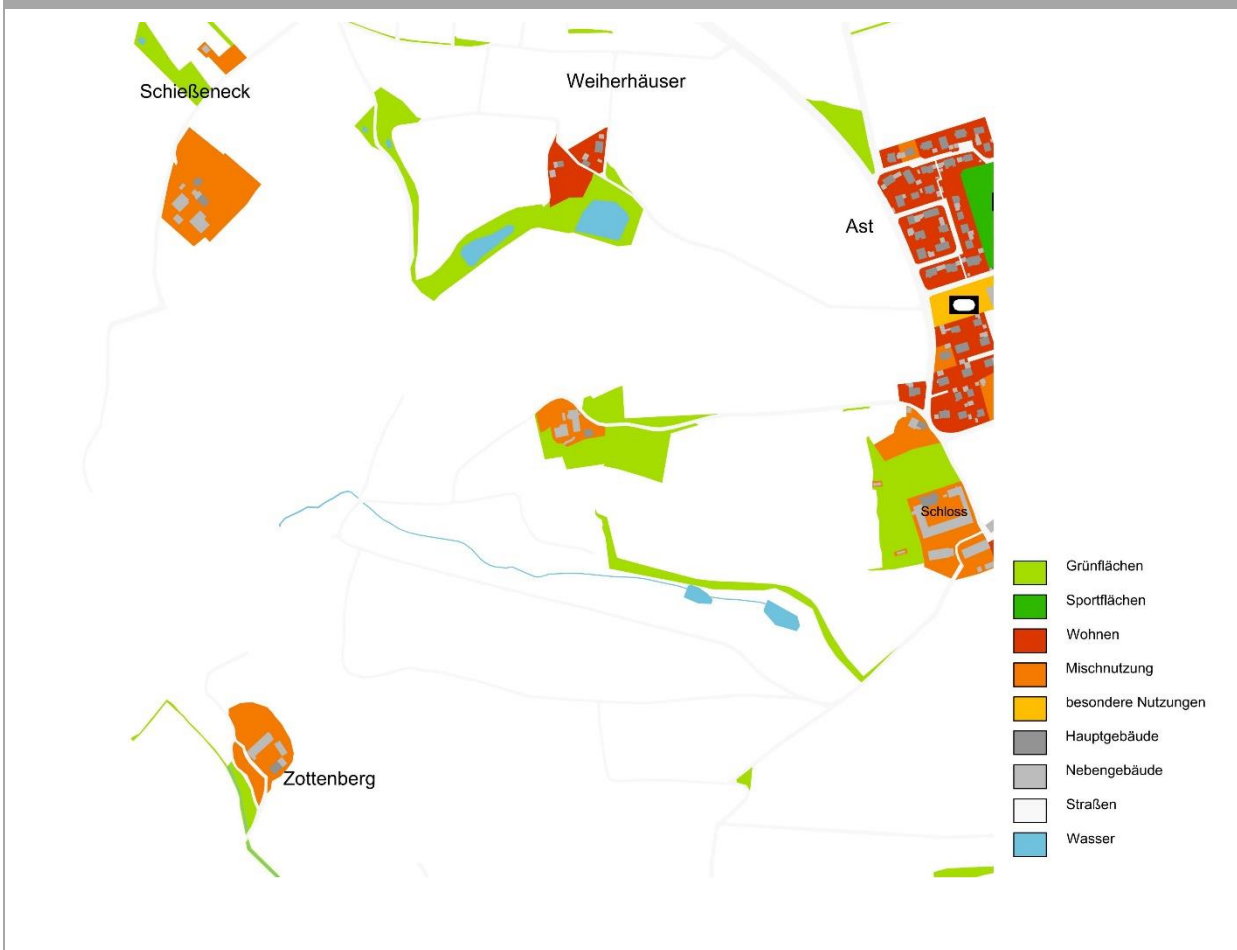 Weiherhäuser
Schießeneck
Ast
Schloss
Zottenberg
Grünflächen
Sportflächen
Wohnen
Mischnutzung
besondere Nutzungen
Hauptgebäude
Nebengebäude
Straßen
Wasser